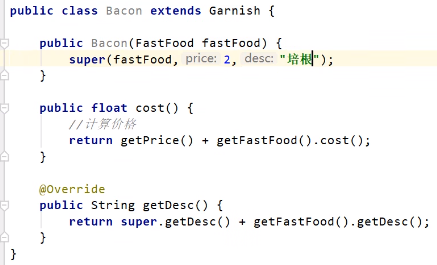 public class Bacon extends Garnish {
public Bacon(FastFood fastFood) {
super(fastFood, price: 2, desc: "培根");
}
public float cost() {
//计算价格
return getPrice() + getFastFood().cost();
}
@Override
public String getDesc() {
return super.getDesc() + getFastFood().getDesc();
}
}